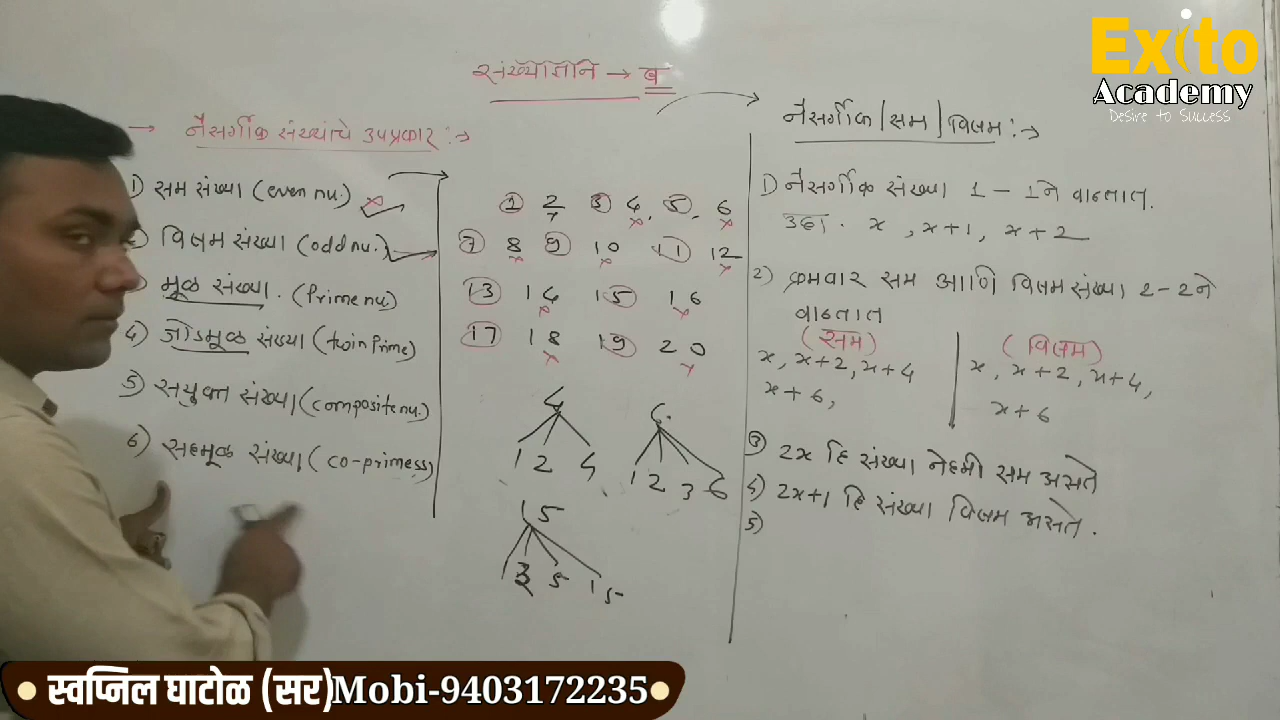 Exito
Academy
Desire to Success
संख्याज्ञान → ब
→ नैसर्गीक संख्यांचे उपप्रकार :→
1) सम संख्या (even nu.)
2) विषम संख्या (odd nu.)
मूळ संख्या. (Prime nu)
4) जोडमूळ संख्या (twin Prime)
5) सयुक्त संख्या (composite nu.)
6) सहमूळ संख्या (co-primess)
1 2 3 4, 5, 6
7 8 9 10 11 12
13 14 15 16
17 18 19 20
4
1 2 4
6
1 2 3 6
15
3 5 15
नैसर्गीक/सम/विषम :→
1) नैसर्गीक संख्या 1 – 1 ने वाढतात.
उदा. x, x+1, x+2
2) क्रमवार सम आणि विषम संख्या 2-2 ने
वाढतात
(सम)
x, x+2, x+4
x+6,
(विषम)
x, x+2, x+4,
x+6
3) 2x हि संख्या नेहमी सम असते
4) 2x+1 हि संख्या विषम असते.
5)
स्वप्निल घाटोळ (सर) Mobi-9403172235